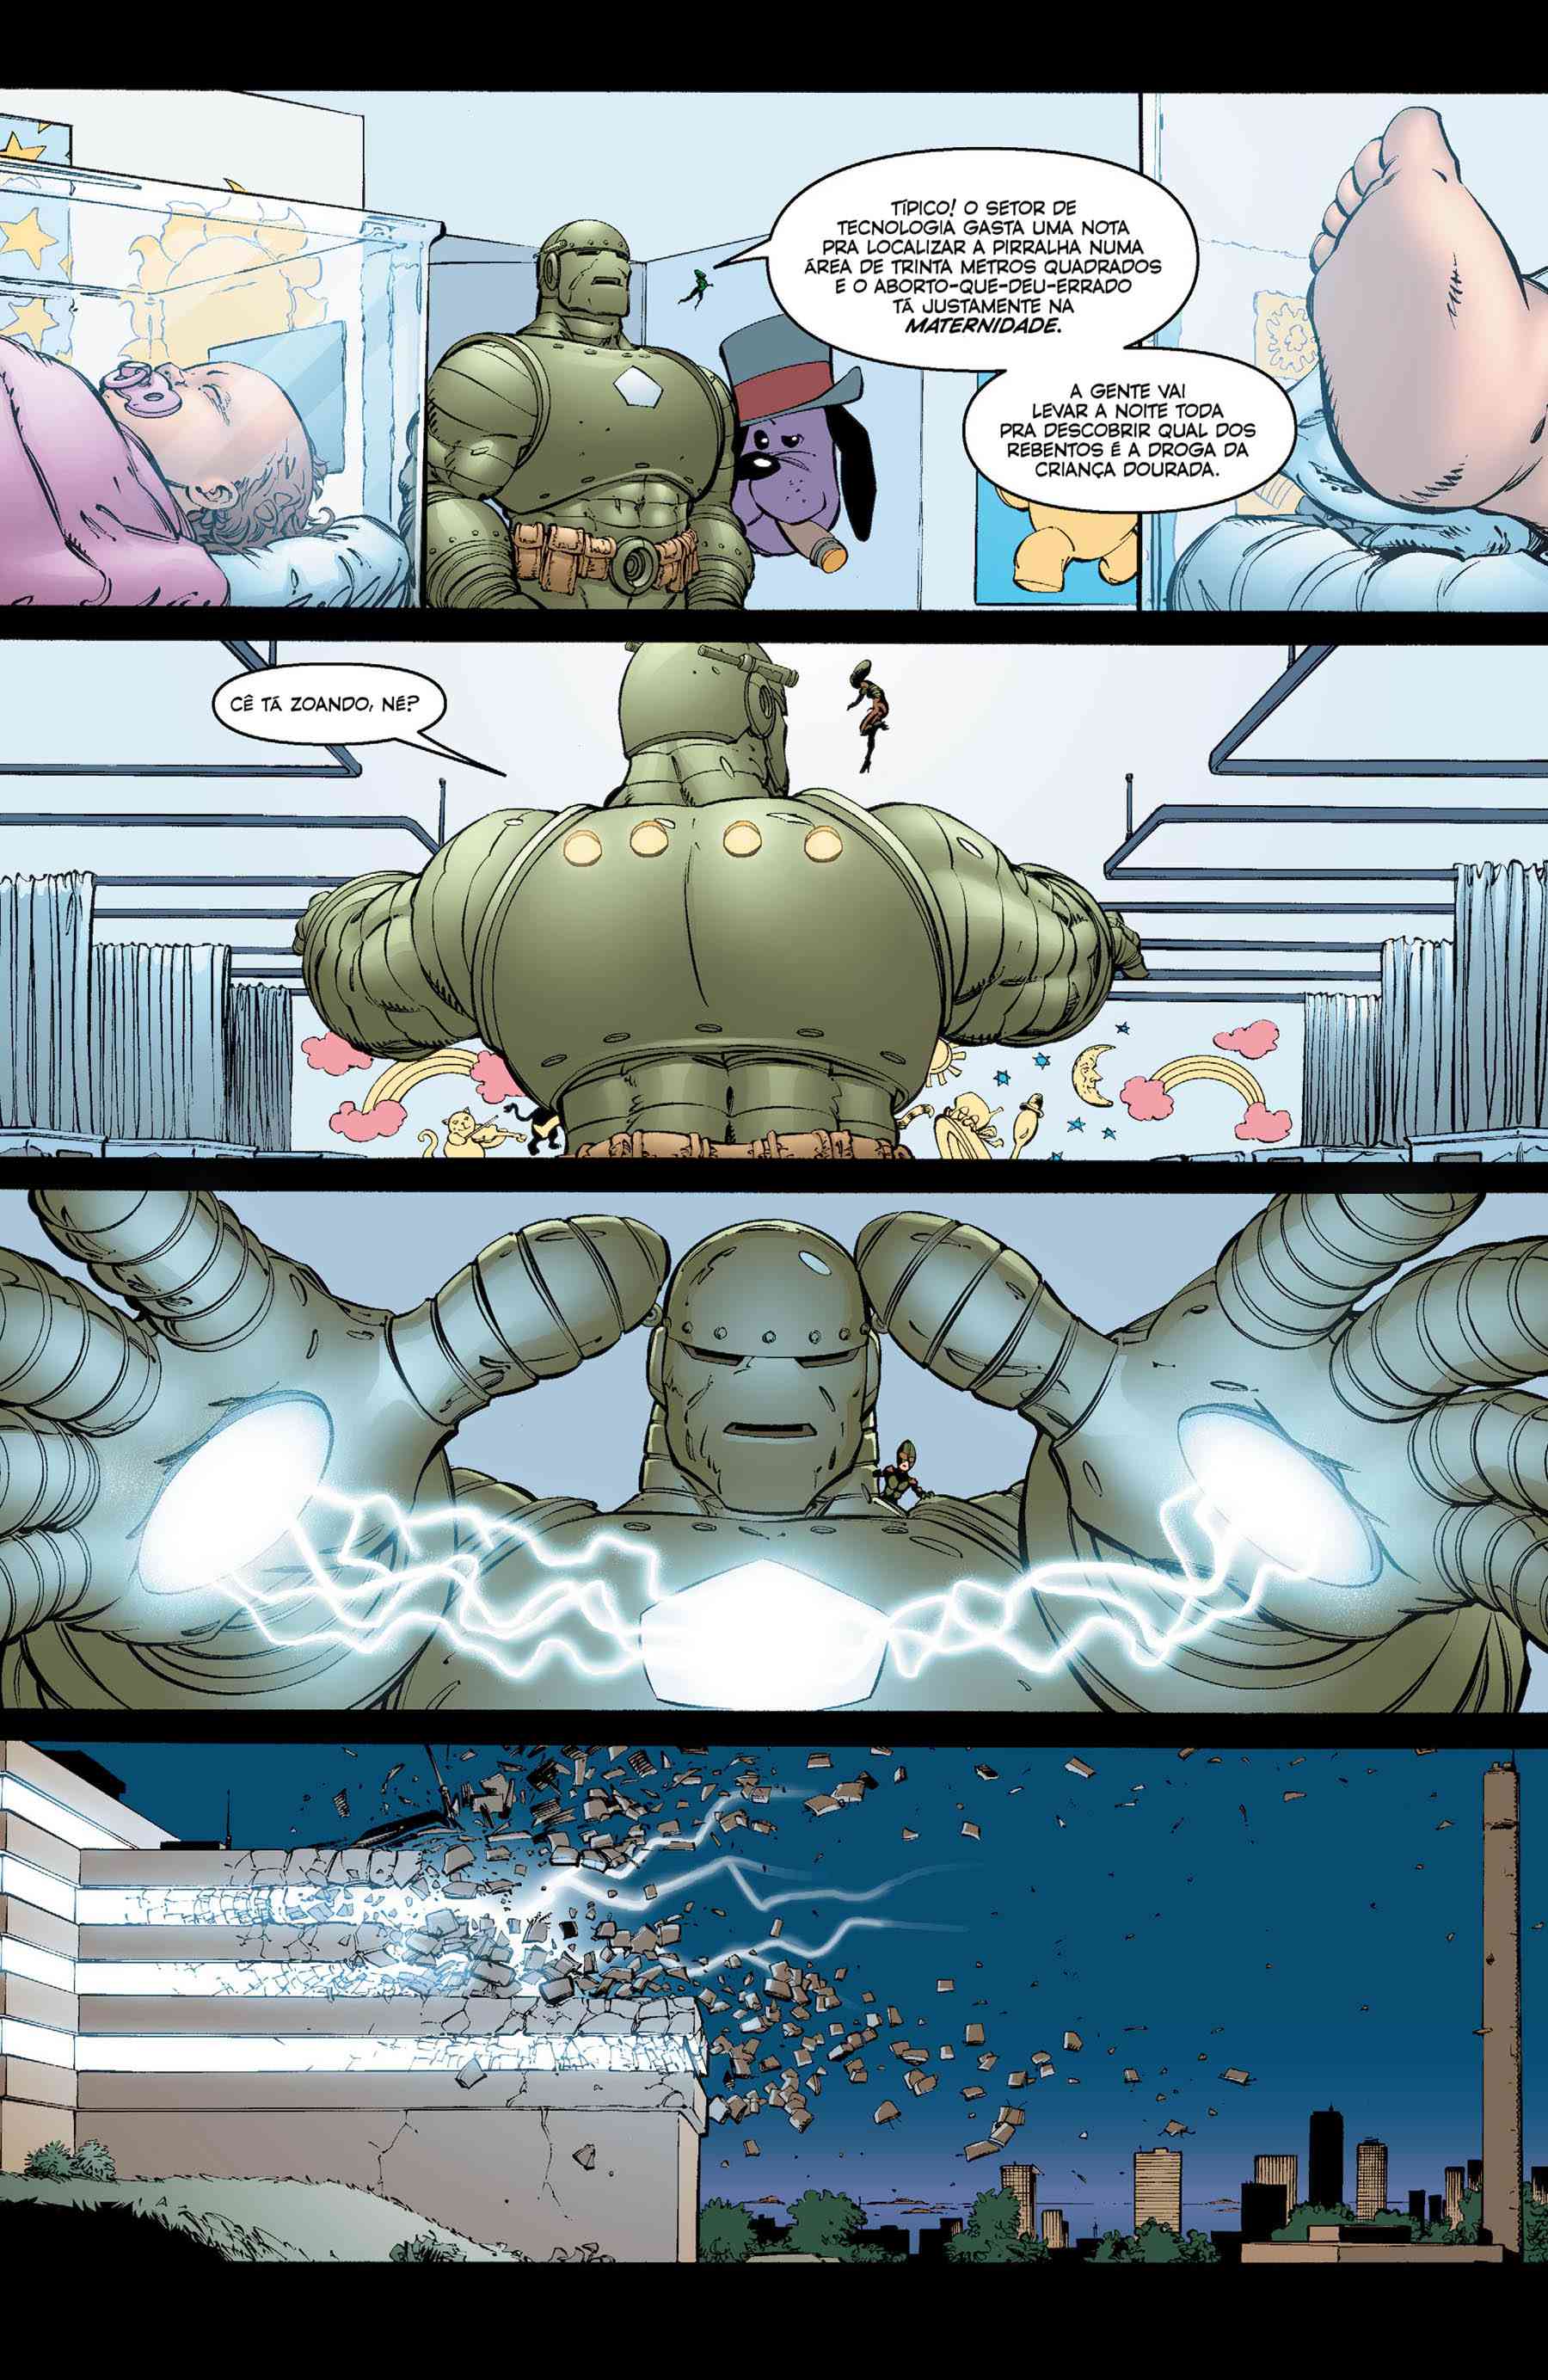 TÍPICO! O SETOR DE
TECNOLOGIA GASTA UMA NOTA
PRA LOCALIZAR A PIRRALHA NUMA
ÁREA DE TRINTA METROS QUADRADOS
E O ABORTO-QUE-DEU-ERRADO
TÁ JUSTAMENTE NA
MATERNIDADE.
A GENTE VAI
LEVAR A NOITE TODA
PRA DESCOBRIR QUAL DOS
REBENTOS É A DROGA DA
CRIANÇA DOURADA.
CÊ TÁ ZOANDO, NÉ?